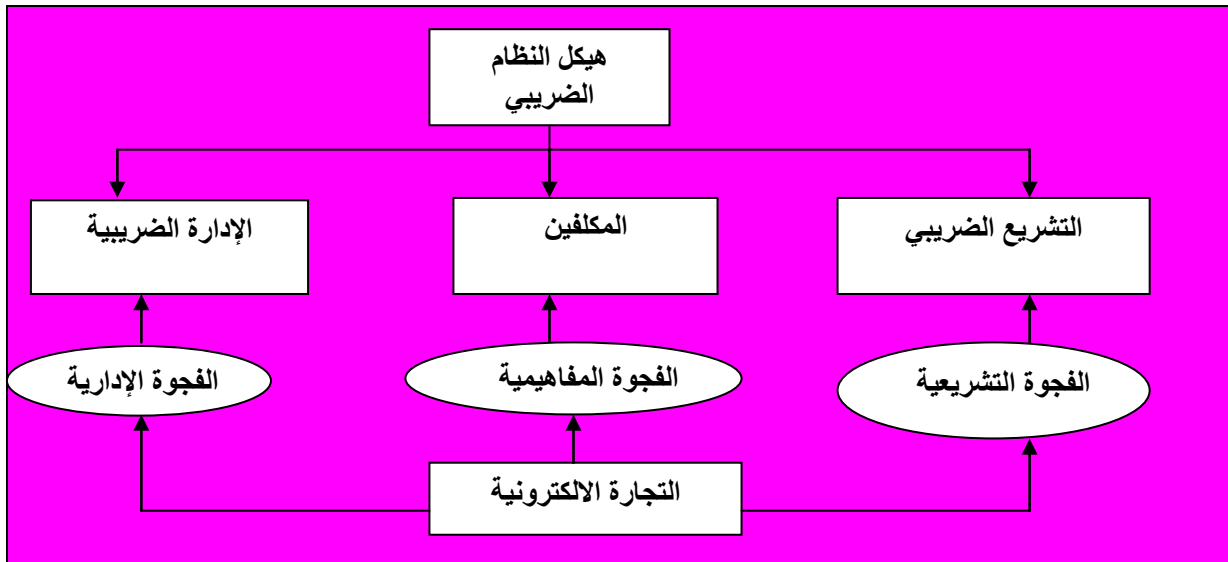 هيكل النظام
الضريبي
التشريع الضريبي
المكلفين
الإدارة الضريبية
الفجوة التشريعية
الفجوة المفاهيمية
الفجوة الإدارية
التجارة الالكترونية